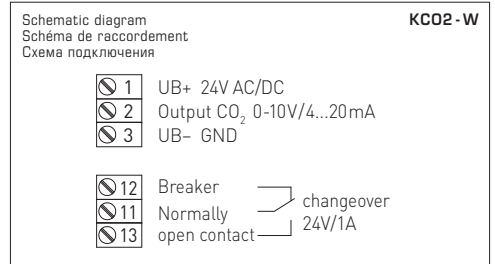 Schematic diagram KCO2-W
Schéma de raccordement
Схема подключения
1 UB+ 24V AC/DC
2 Output CO₂ 0-10V/4...20mA
3 UB– GND
12 Breaker
changeover
11 Normally
24V/1A
13 open contact